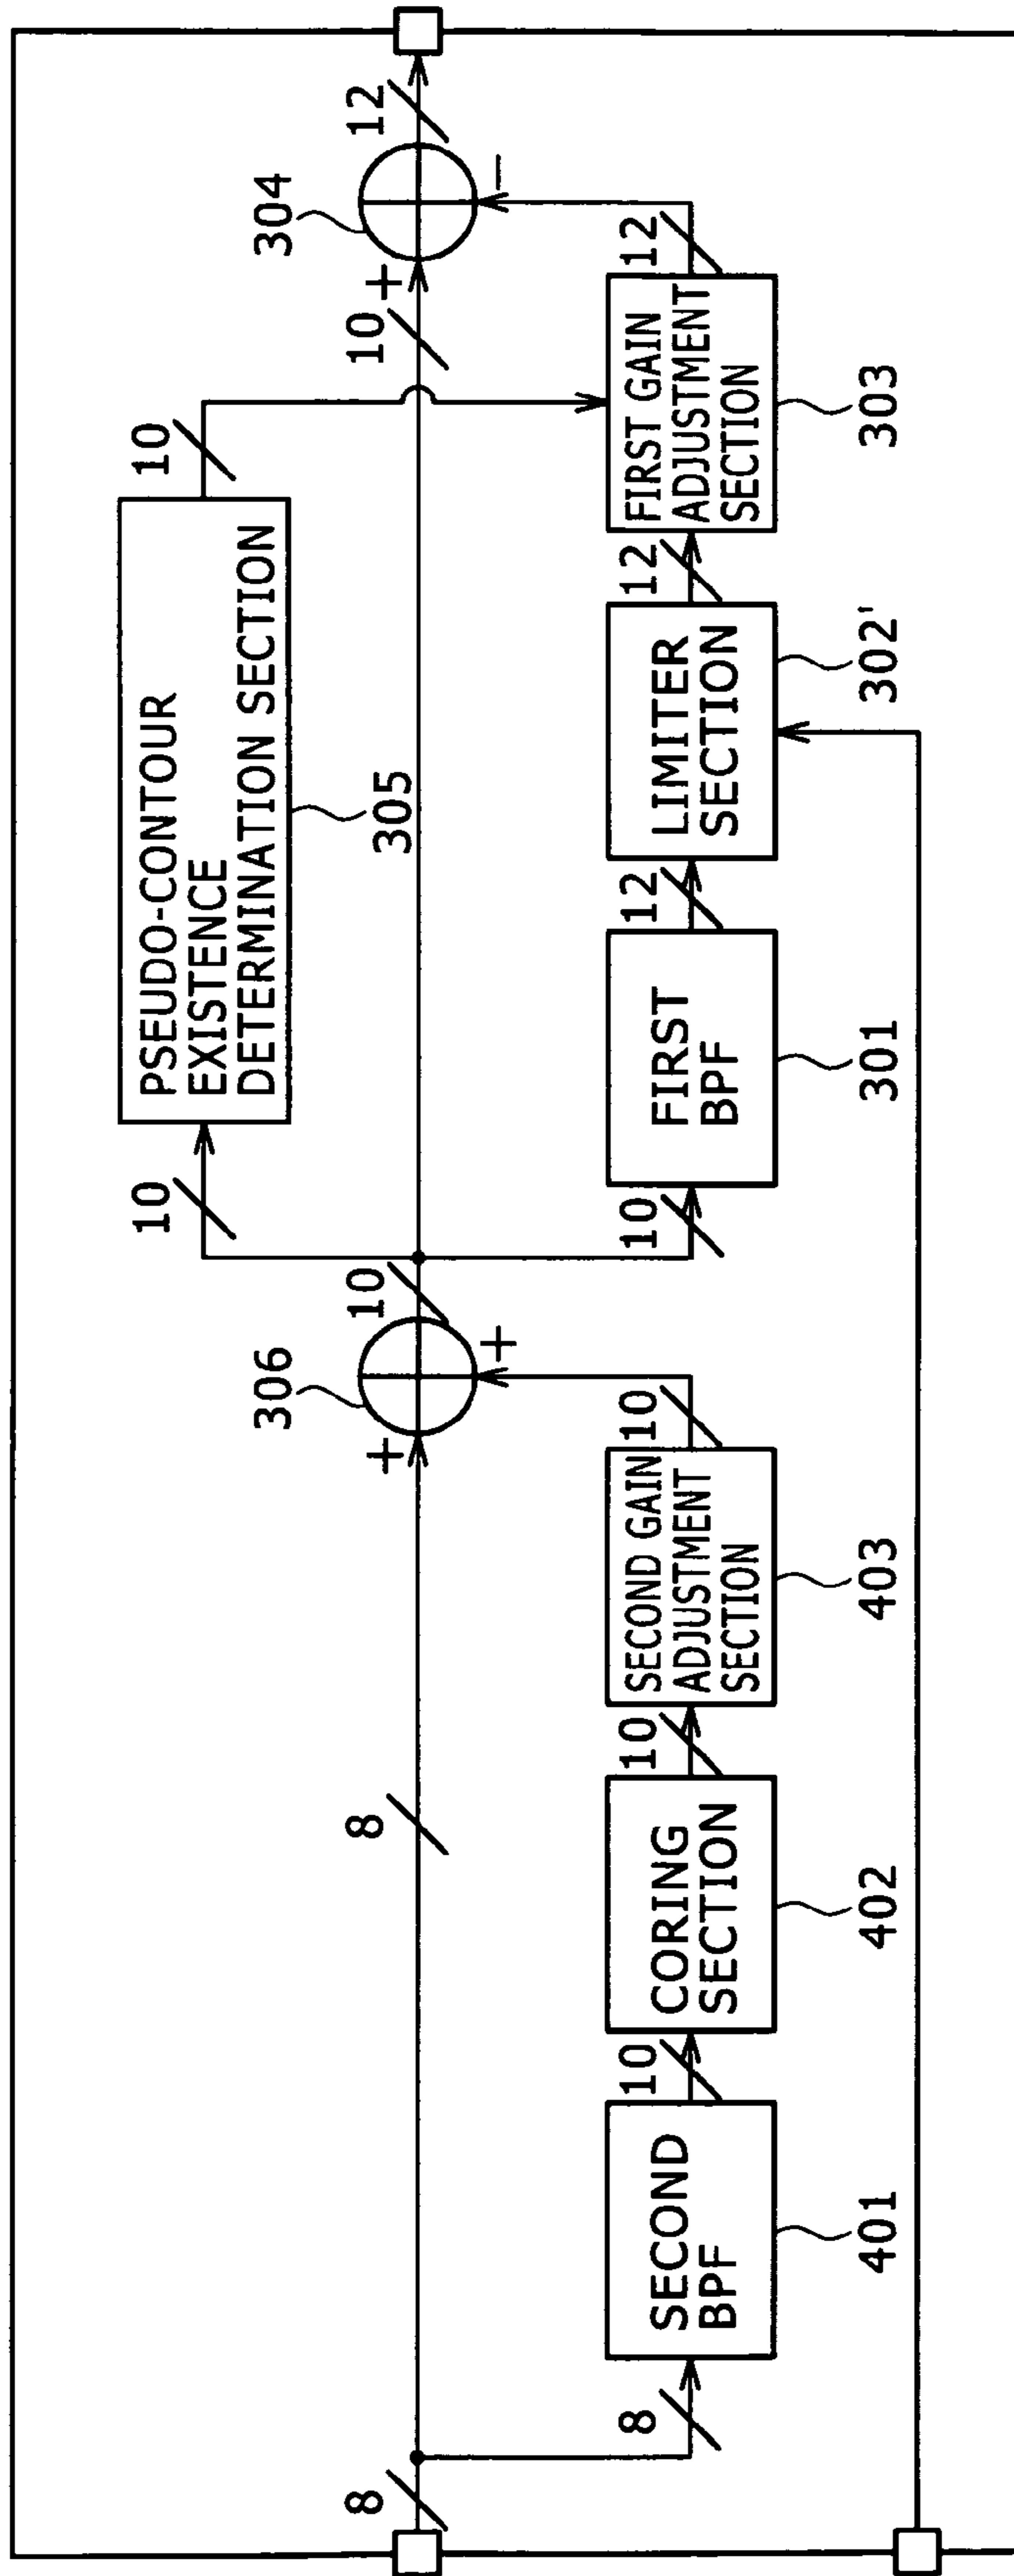 PSEUDO-CONTOUR
EXISTENCE
DETERMINATION SECTION
10
10
305
306
304
8
8
+
+
10
10
+
−
12
8
10
10
10
10
12
12
12
SECOND
BPF
CORING
SECTION
SECOND GAIN
ADJUSTMENT
SECTION
FIRST
BPF
LIMITER
SECTION
FIRST GAIN
ADJUSTMENT
SECTION
401
402
403
301
302'
303